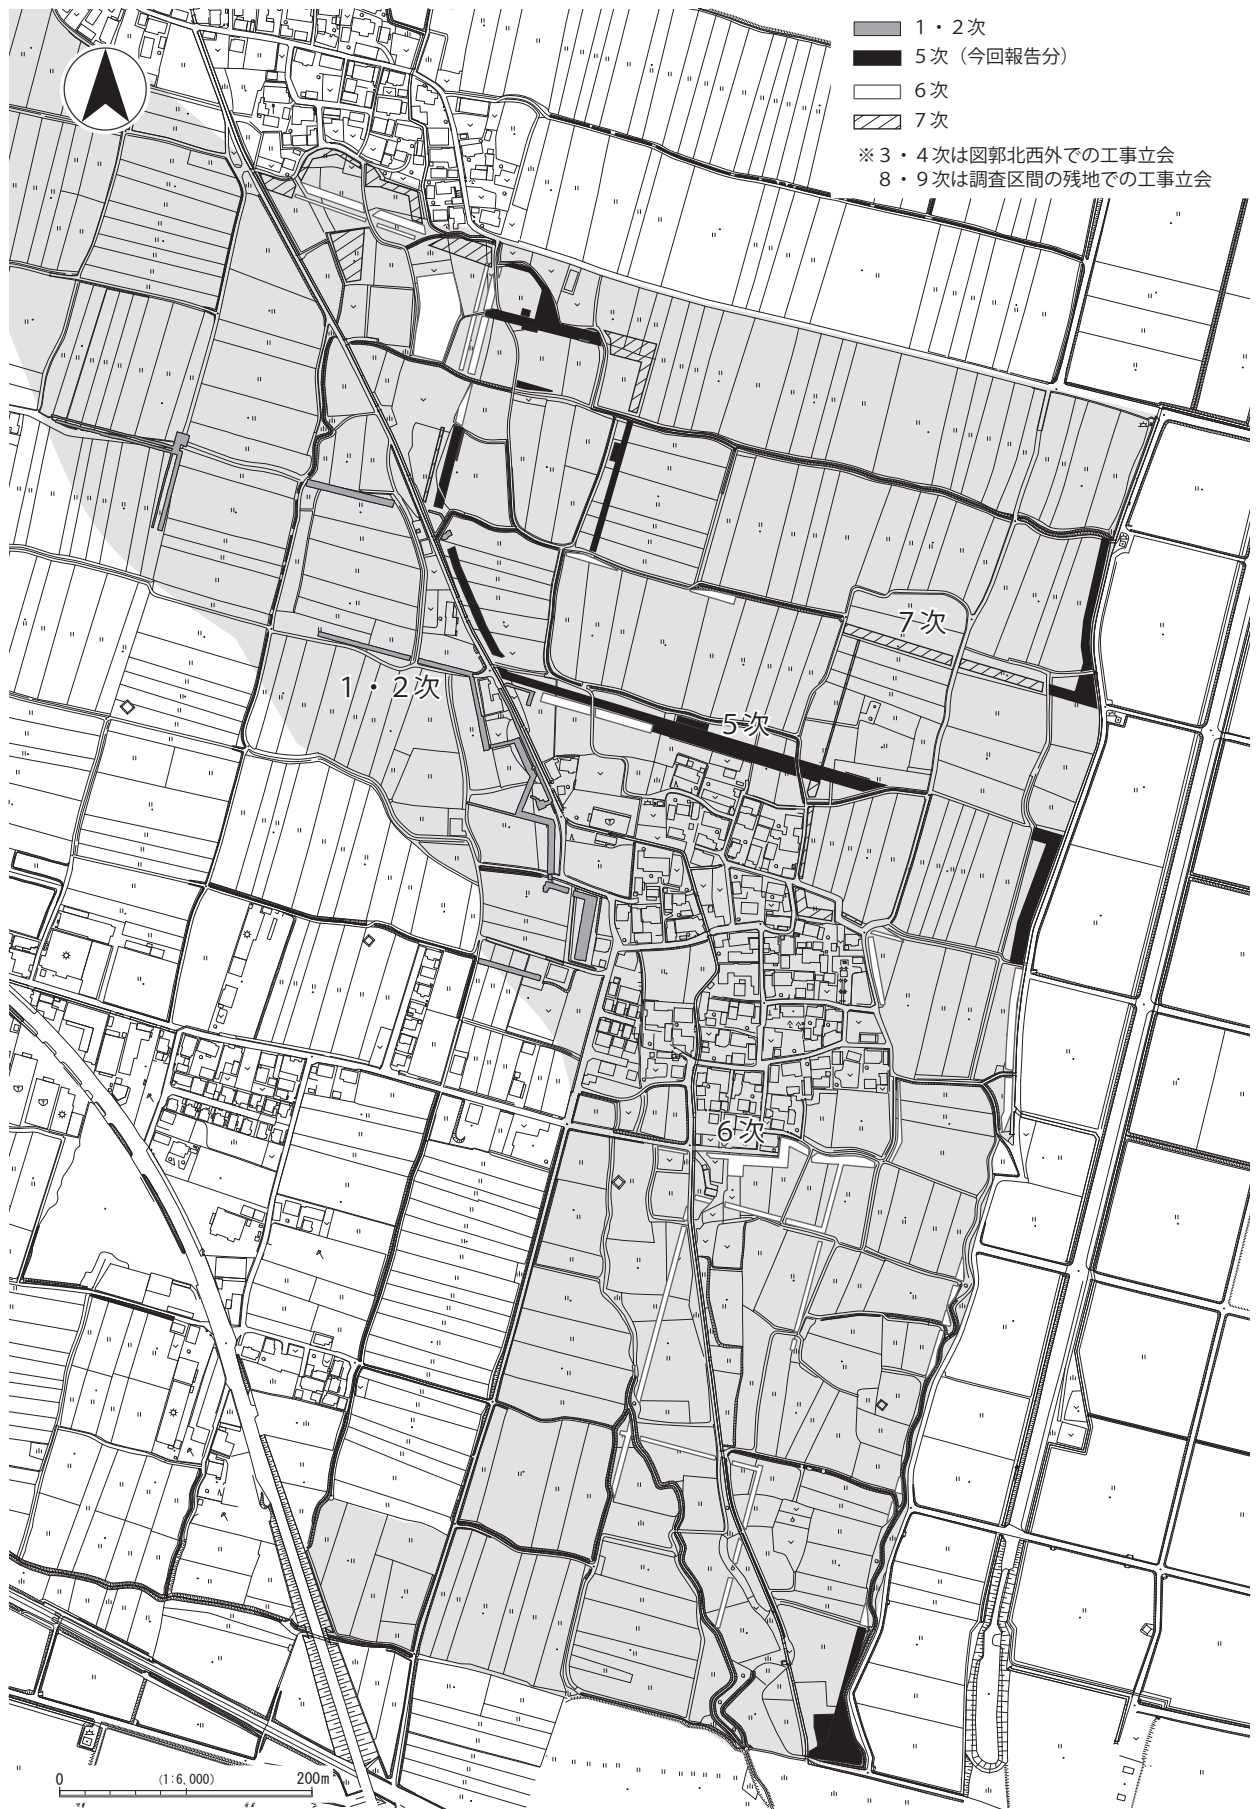 1・2次
5次（今回報告分）
6次
7次
※3・4次は図郭北西外での工事立会
8・9次は調査区間の残地での工事立会
7次
1・2次
5次
6次
0
(1:6,000)
200m